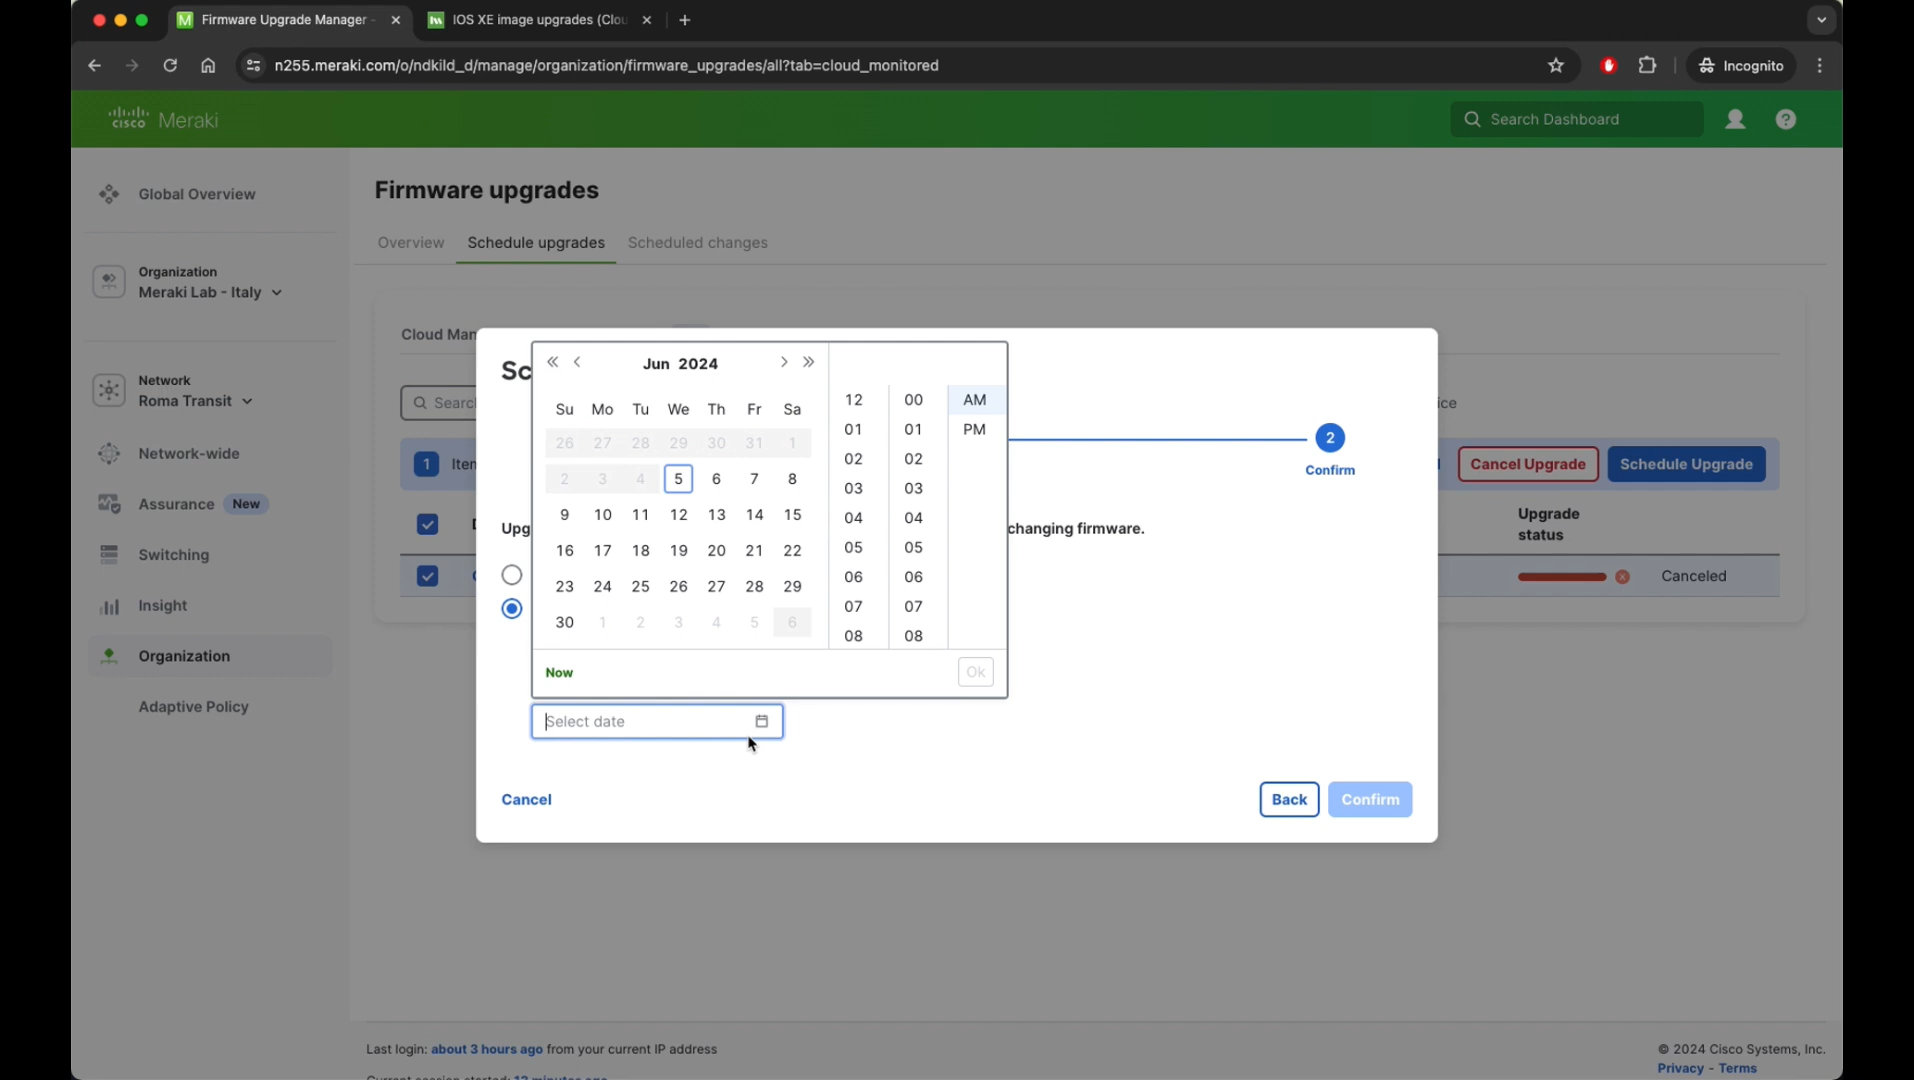 Firmware Upgrade Manager -
IOS XE image upgrades (Clou
n255.meraki.com/o/ndkild_d/manage/organization/firmware_upgrades/all?tab=cloud_monitored
Incognito
cisco Meraki
Search Dashboard
Global Overview
Organization
Meraki Lab - Italy
Network
Roma Transit
Network-wide
Assurance New
Switching
Insight
Organization
Adaptive Policy
Firmware upgrades
Overview Schedule upgrades Scheduled changes
Cloud Man
Sc
Jun 2024
Su Mo Tu We Th Fr Sa
26 27 28 29 30 31 1
2 3 4 5 6 7 8
9 10 11 12 13 14 15
16 17 18 19 20 21 22
23 24 25 26 27 28 29
30 1 2 3 4 5 6
12 00 AM
01 01 PM
02 02
03 03
04 04
05 05
06 06
07 07
08 08
Now Ok
Search
ice
1 Iten
2
Confirm
Cancel Upgrade Schedule Upgrade
Upgrade
status
Upg
changing firmware.
Canceled
Select date
Cancel Back Confirm
Last login: about 3 hours ago from your current IP address
Current session started: 12 minutes ago
© 2024 Cisco Systems, Inc.
Privacy - Terms